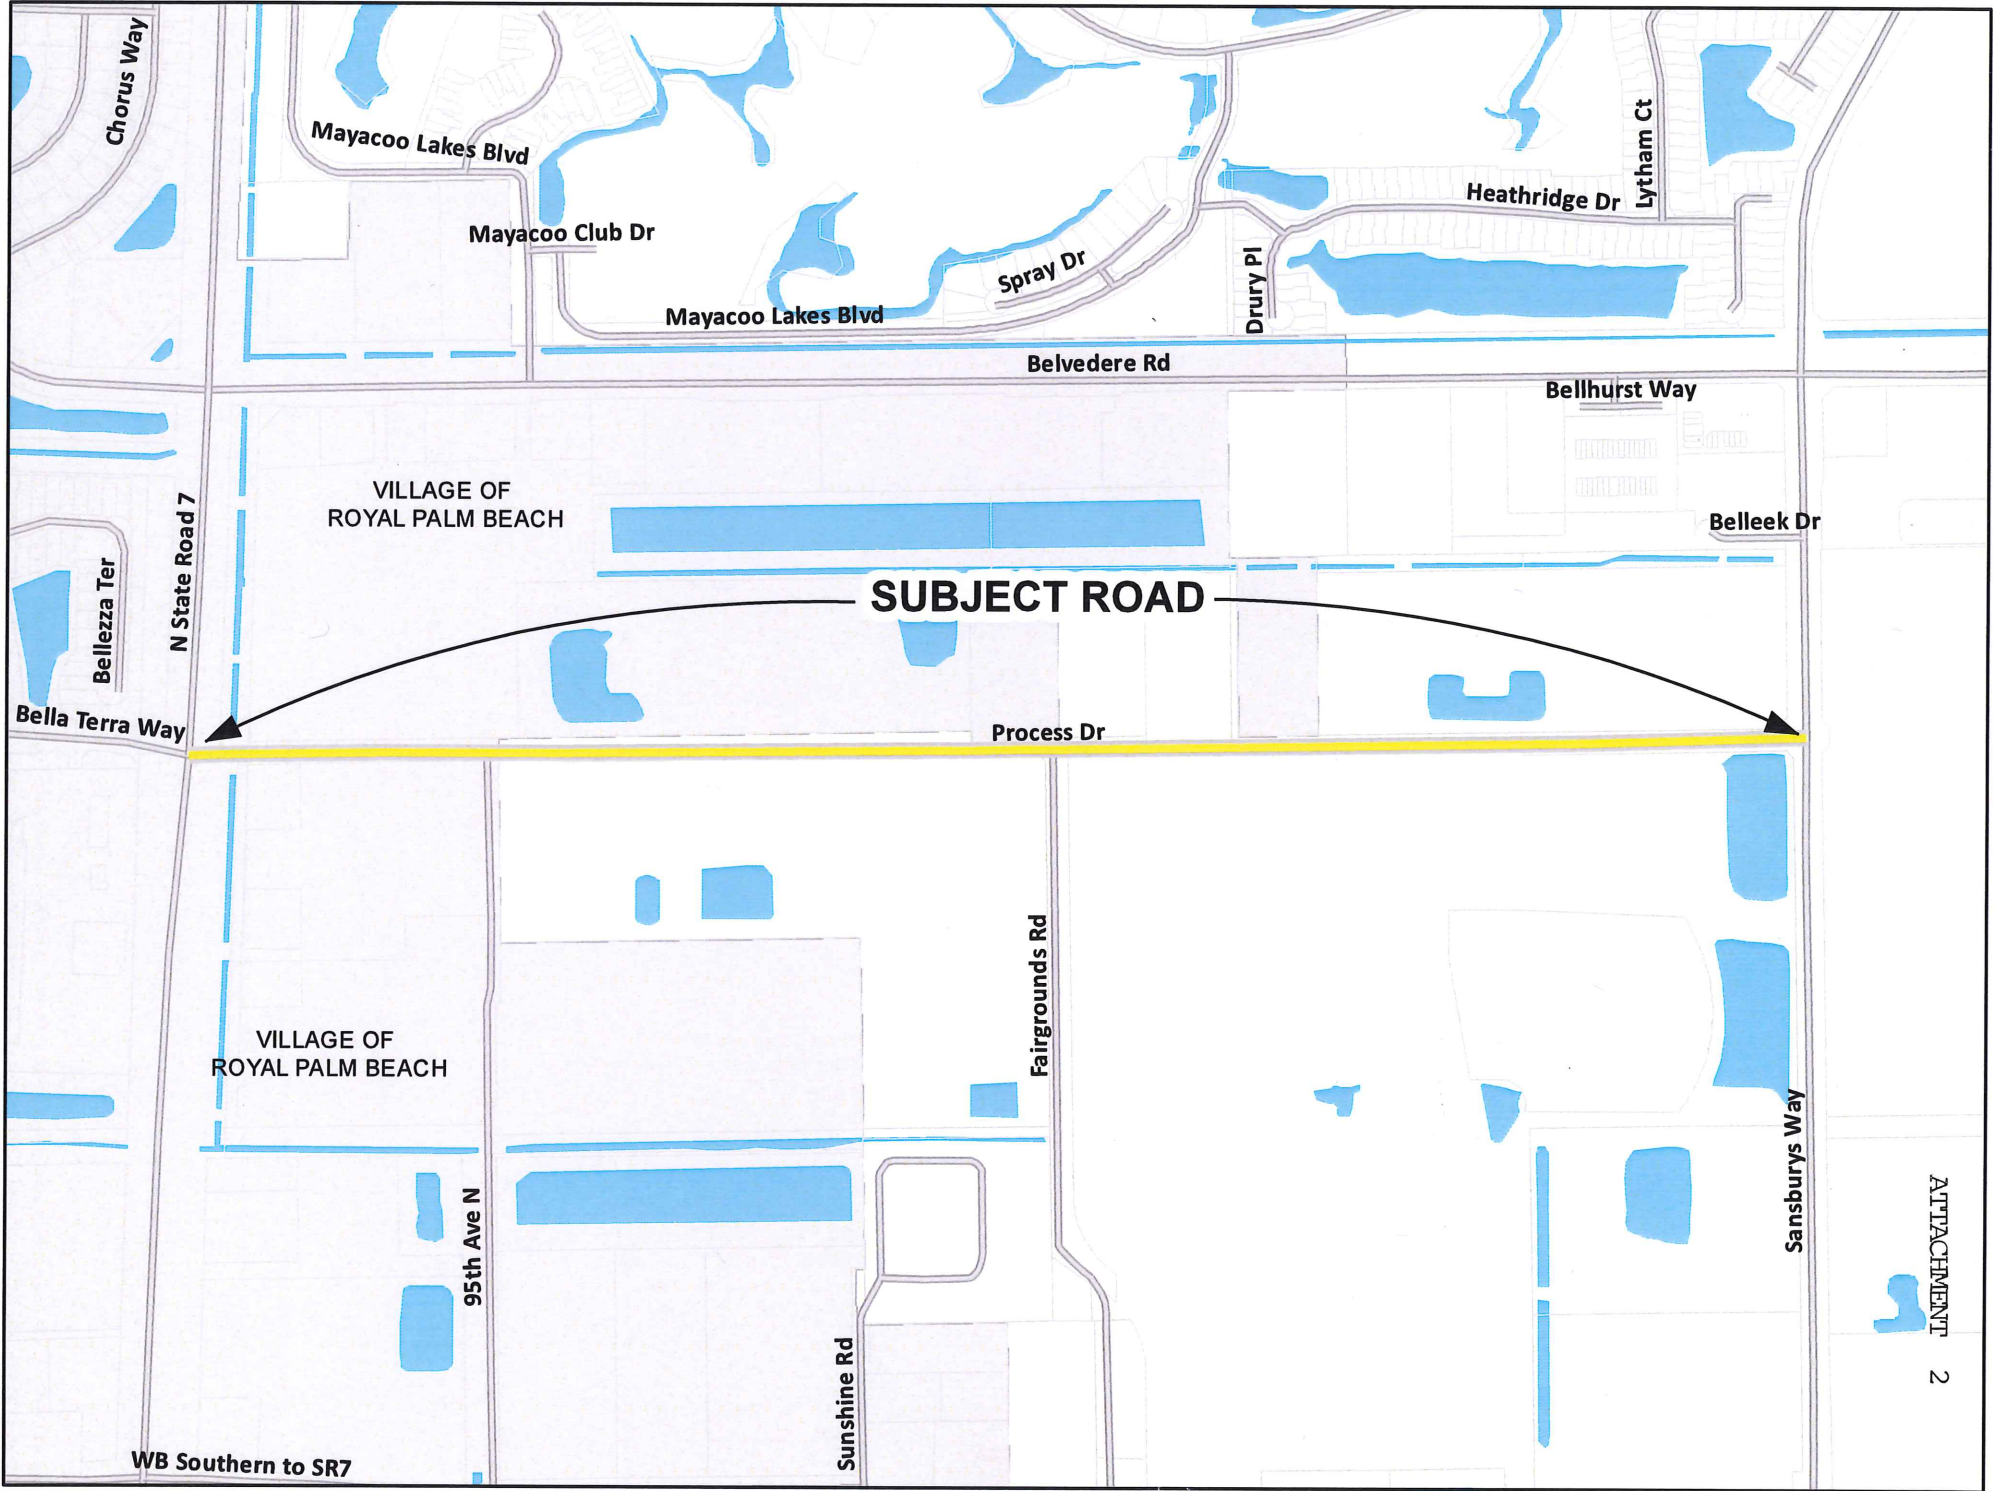 Chorus Way
Mayacoo Lakes Blvd
Lytham Ct
Heathridge Dr
Mayacoo Club Dr
Spray Dr
Drury Pl
Mayacoo Lakes Blvd
Belvedere Rd
Bellhurst Way
VILLAGE OF
ROYAL PALM BEACH
N State Road 7
Belleek Dr
Bellezza Ter
SUBJECT ROAD
Bella Terra Way
Process Dr
Fairgrounds Rd
VILLAGE OF
ROYAL PALM BEACH
Sansburys Way
95th Ave N
ATTACHMENT 2
Sunshine Rd
WB Southern to SR7